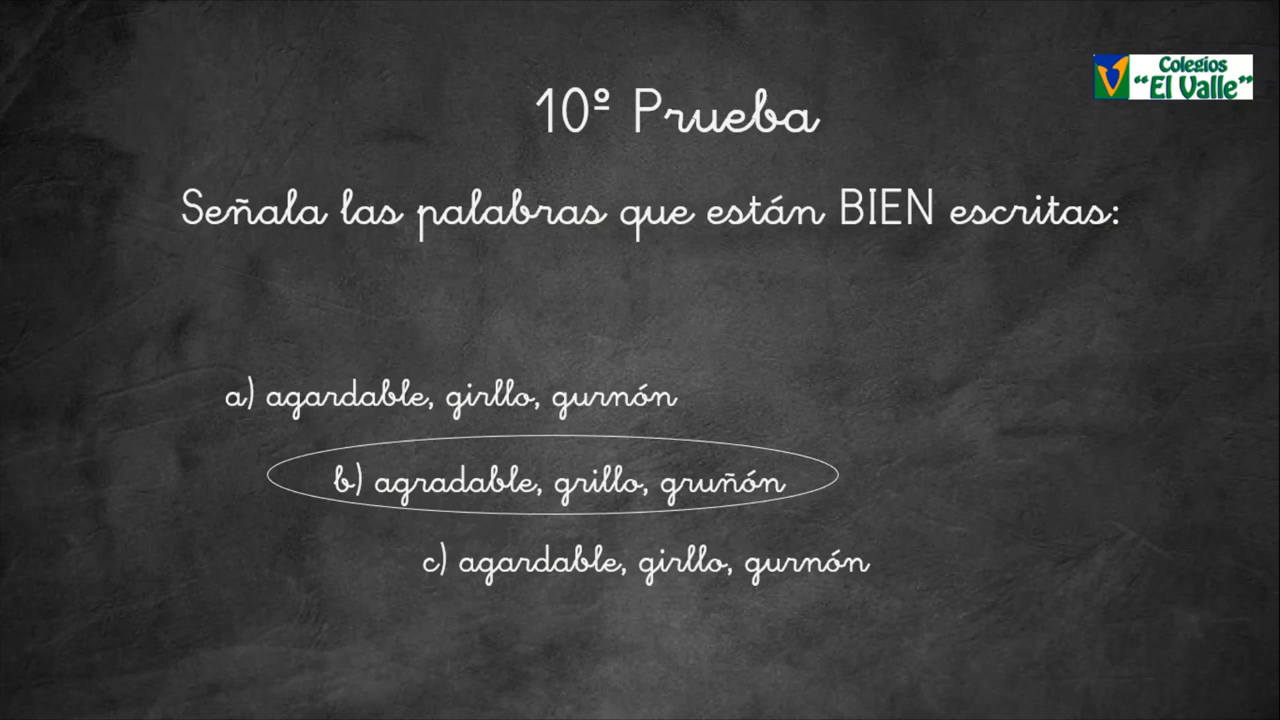 Colegios
"El Valle"
10º Prueba
Señala las palabras que están BIEN escritas:
a) agardable, girllo, gurnón
b) agradable, grillo, gruñón
c) agardable, girllo, gurnón